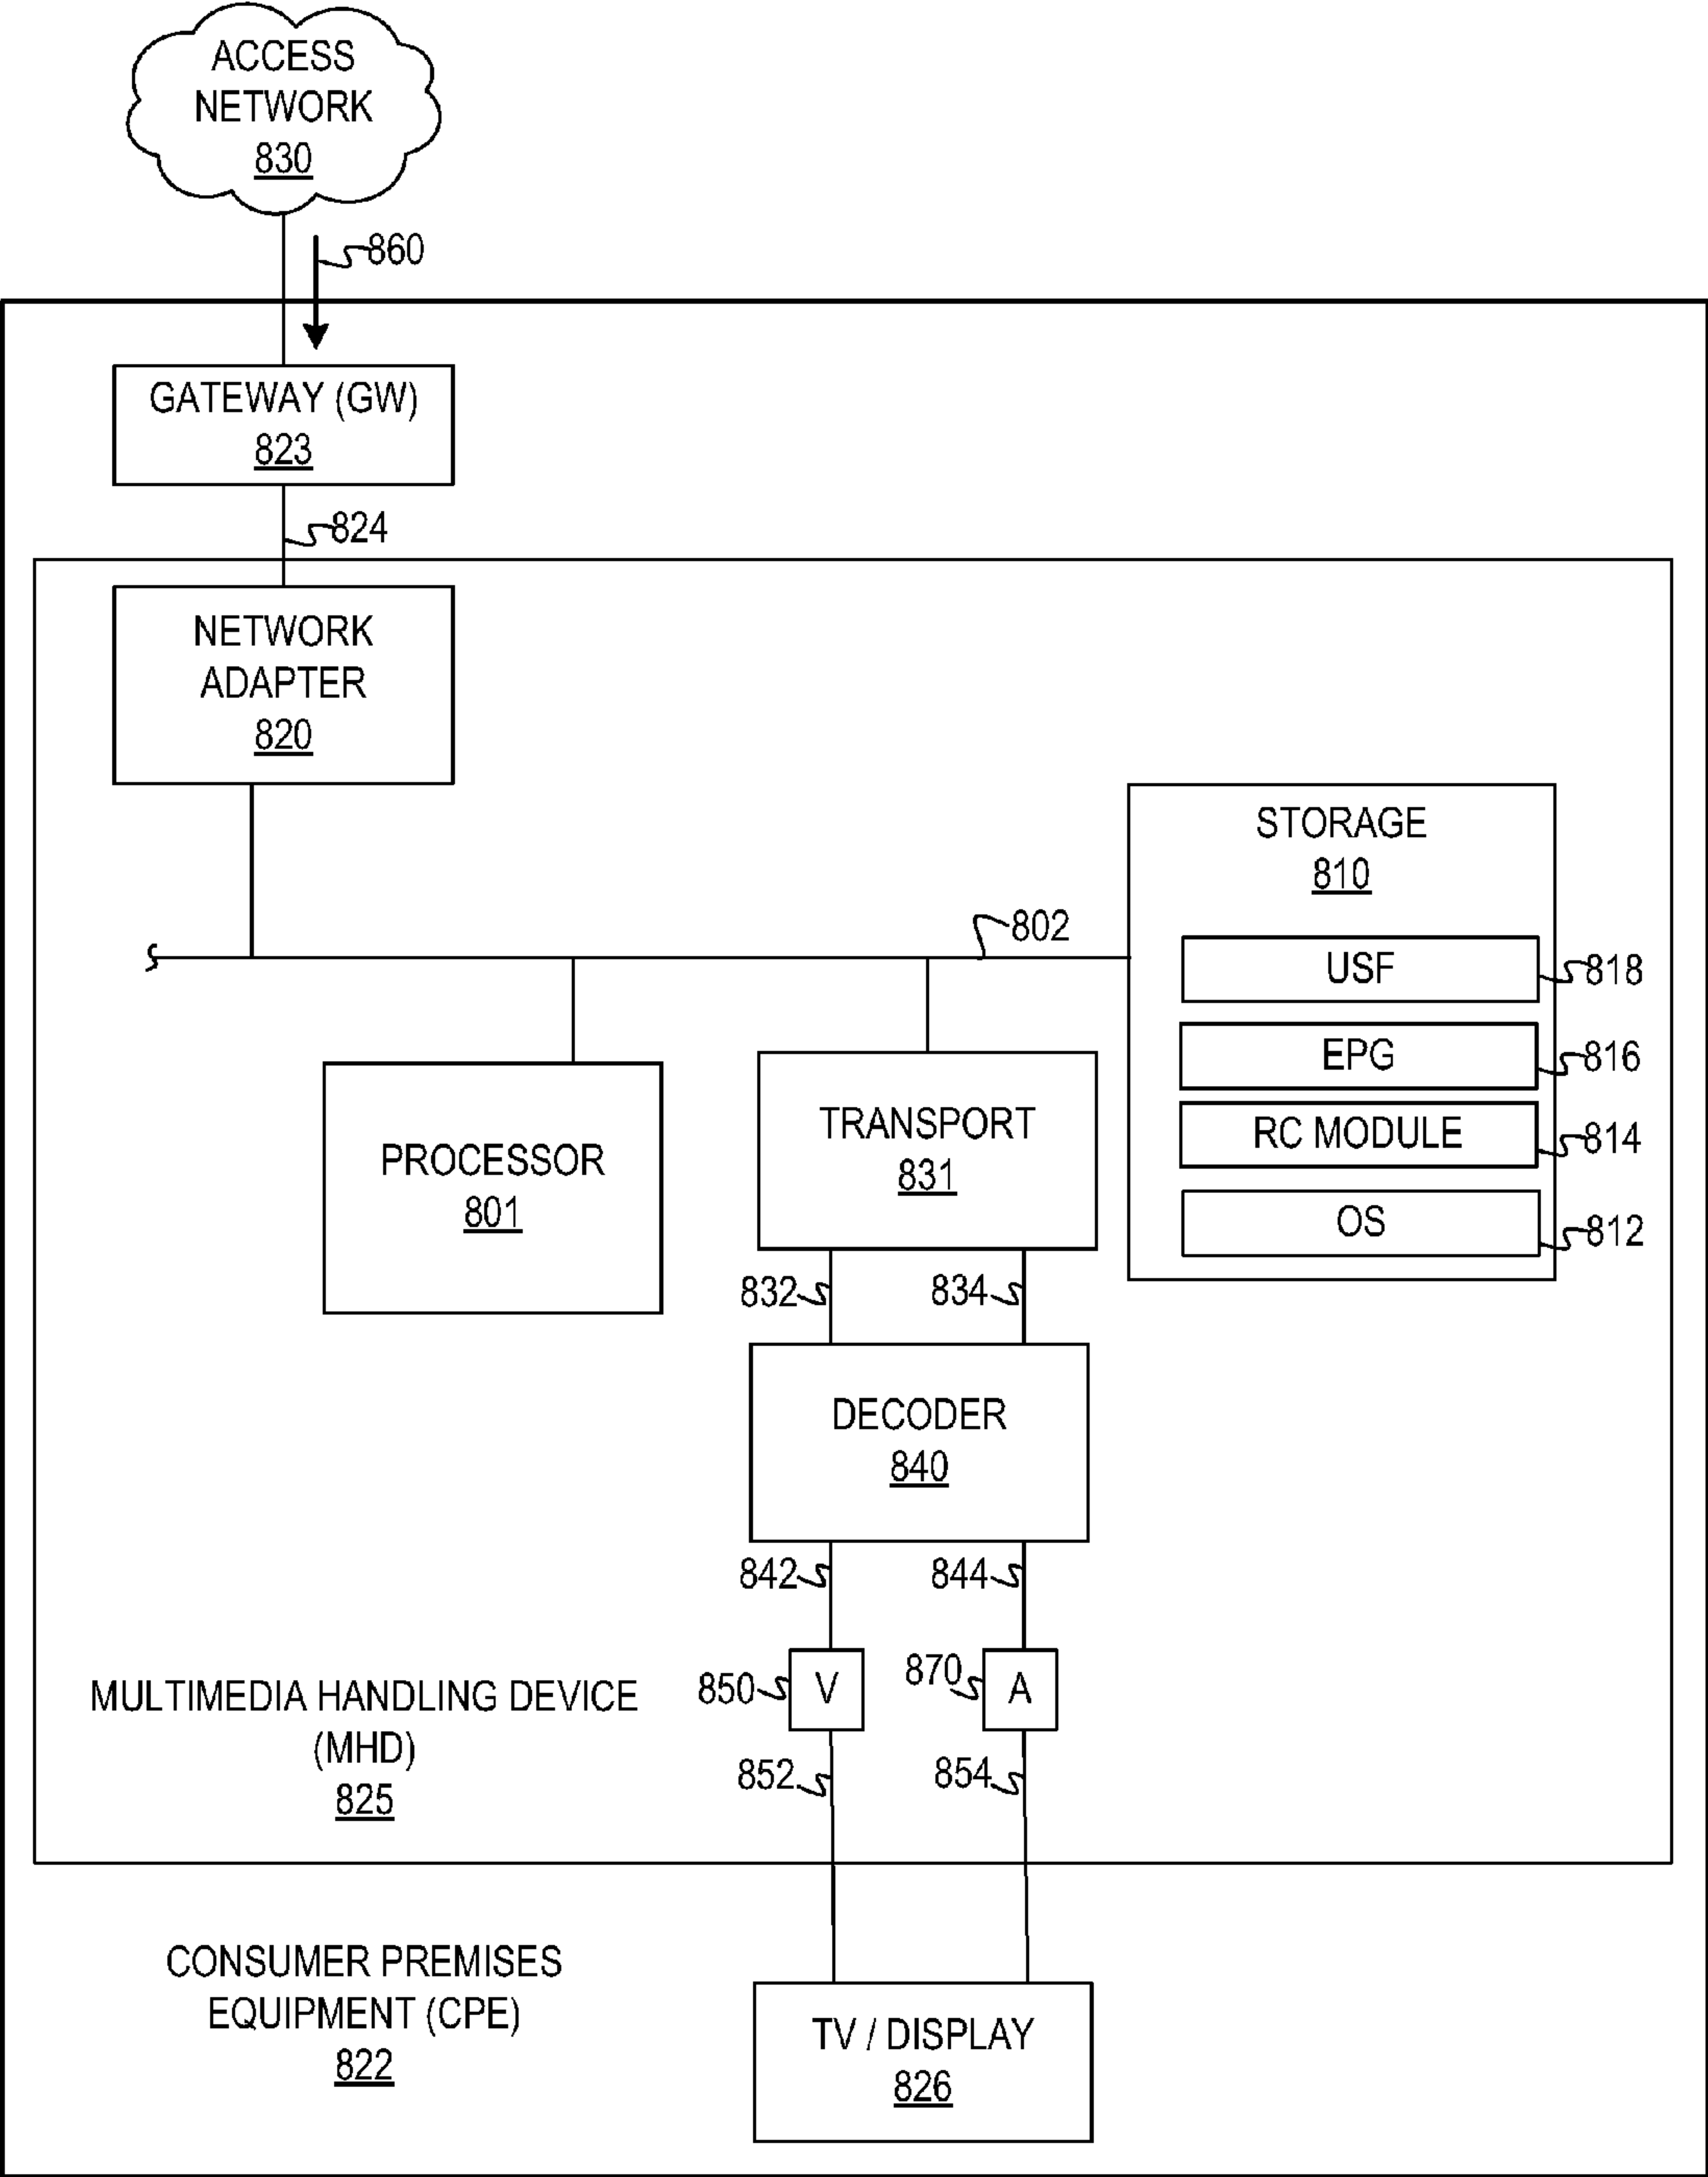 ACCESS
NETWORK
830
860
GATEWAY (GW)
823
824
NETWORK
ADAPTER
820
STORAGE
810
802
USF
818
EPG
816
RC MODULE
814
OS
812
PROCESSOR
801
TRANSPORT
831
832
834
DECODER
840
842
844
850
V
870
A
852
854
MULTIMEDIA HANDLING DEVICE
(MHD)
825
CONSUMER PREMISES
EQUIPMENT (CPE)
822
TV / DISPLAY
826